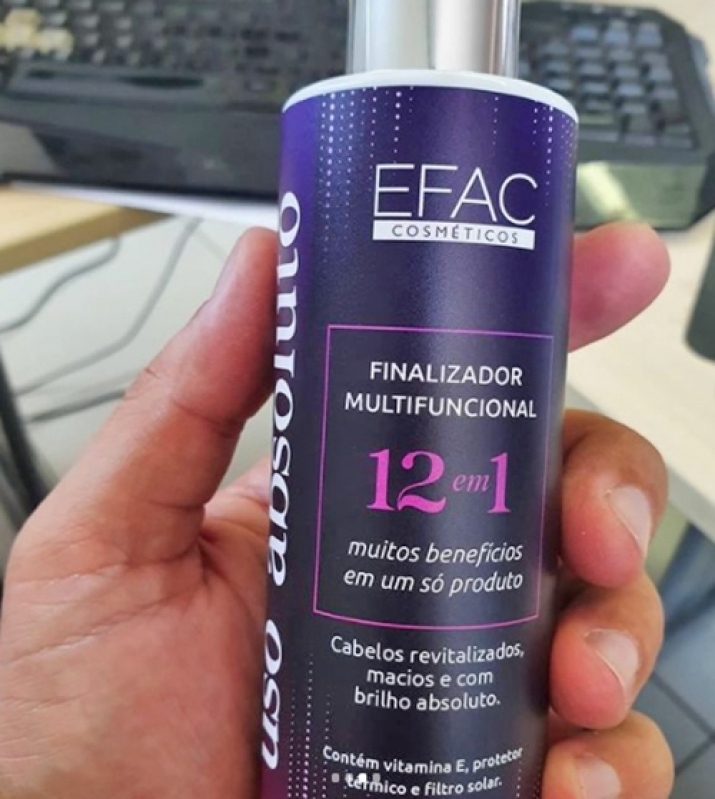 EFAC
COSMÉTICOS
uso absoluto
FINALIZADOR
MULTIFUNCIONAL
12 em 1
muitos benefícios
em um só produto
Cabelos revitalizados,
macios e com
brilho absoluto.
Contém vitamina E, protetor
térmico e filtro solar.